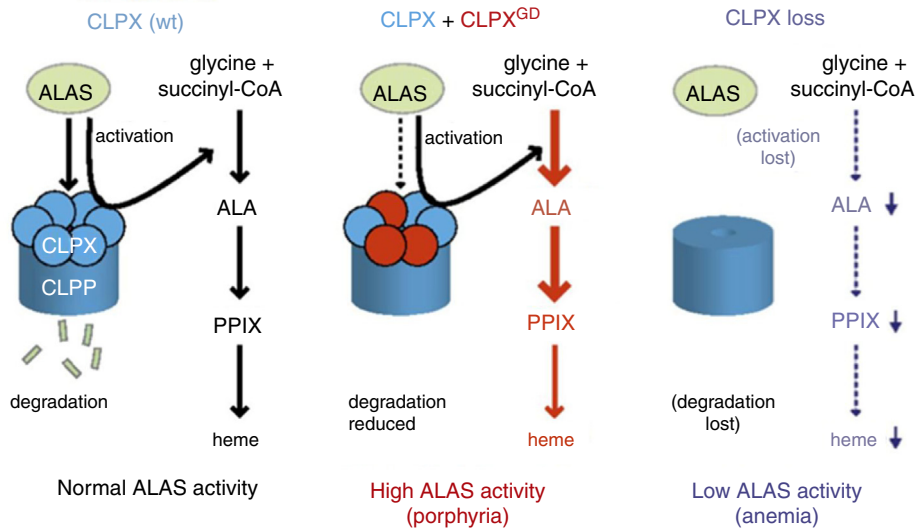 CLPX (wt)
ALAS
glycine +
succinyl-CoA
activation
CLPX
CLPP
ALA
PPIX
degradation
heme
Normal ALAS activity
CLPX + CLPX^GD
ALAS
glycine +
succinyl-CoA
activation
ALA
PPIX
degradation
reduced
heme
High ALAS activity
(porphyria)
CLPX loss
ALAS
glycine +
succinyl-CoA
(activation
lost)
ALA
PPIX
(degradation
lost)
heme
Low ALAS activity
(anemia)